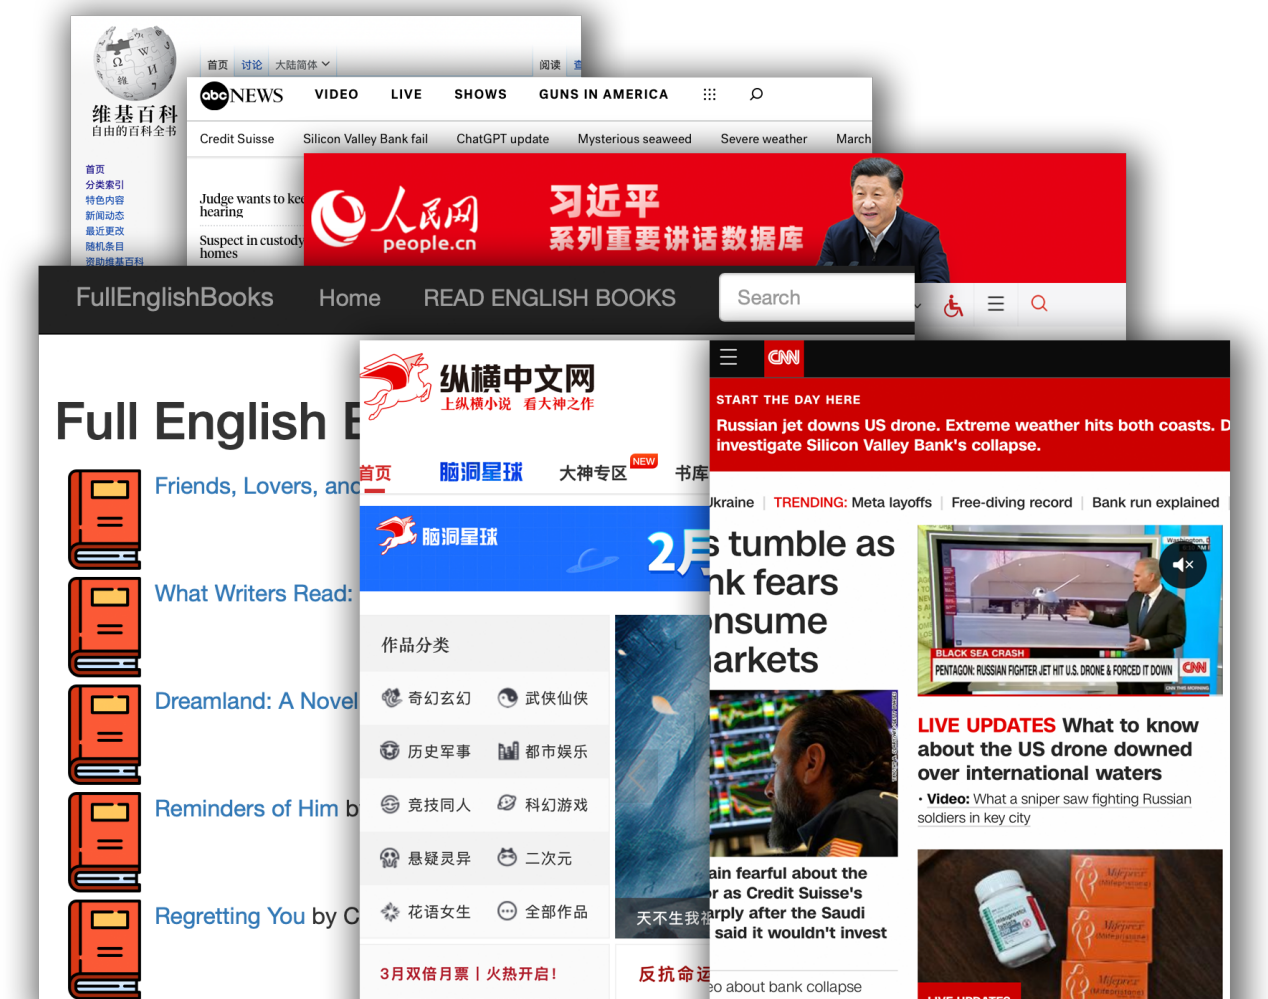 维基百科
自由的百科全书
首页
分类索引
特色内容
新闻动态
最近更改
随机条目
资助维基百科
首页 讨论 大陆简体
阅读
abc NEWS VIDEO LIVE SHOWS GUNS IN AMERICA
Credit Suisse Silicon Valley Bank fail ChatGPT update Mysterious seaweed Severe weather March
Judge wants to
hearing
Suspect in custody
homes
人民网
people.cn
习近平
系列重要讲话数据库
FullEnglishBooks Home READ ENGLISH BOOKS Search
Full English
Friends, Lovers,
What Writers Read:
Dreamland: A Novel
Reminders of Him
Regretting You by
纵横中文网
上纵横小说 看大神之作
首页 脑洞星球 大神专区 NEW 书库
脑洞星球
2月
作品分类
奇幻玄幻 武侠仙侠
历史军事 都市娱乐
竞技同人 科幻游戏
悬疑灵异 二次元
花语女生 全部作品
天不生我
3月双倍月票 | 火热开启!
反抗命运
CNN
START THE DAY HERE
Russian jet downs US drone. Extreme weather hits both coasts.
investigate Silicon Valley Bank's collapse.
Ukraine TRENDING: Meta layoffs Free-diving record Bank run explained
tumble as
fears
BLACK SEA CRASH
PENTAGON: RUSSIAN FIGHTER JET HIT U.S. DRONE & FORCED IT DOWN CNN
CNN THIS MORNING
LIVE UPDATES What to know
about the US drone downed
over international waters
• Video: What a sniper saw fighting Russian
soldiers in key city
fearful about the
as Credit Suisse's
after the Saudi
said it wouldn't invest
about bank collapse
Mifeprex
(Mifepristone)
Mifeprex
(Mifepristone)
Mifeprex
LIVE UPDATES